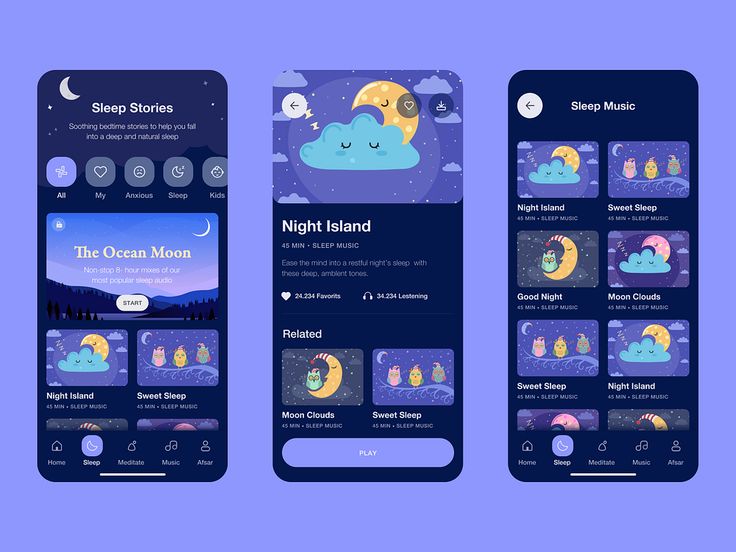 Sleep Stories
Soothing bedtime stories to help you fall
into a deep and natural sleep
All
My
Anxious
Sleep
Kids
The Ocean Moon
Non-stop 8- hour mixes of our
most popular sleep audio
START
Night Island
45 MIN • SLEEP MUSIC
Sweet Sleep
45 MIN • SLEEP MUSIC
Home
Sleep
Meditate
Music
Afsar
Night Island
45 MIN • SLEEP MUSIC
Ease the mind into a restful night's sleep with
these deep, amblent tones.
24.234 Favorits
34.234 Lestening
Related
Moon Clouds
45 MIN • SLEEP MUSIC
Sweet Sleep
45 MIN • SLEEP MUSIC
PLAY
Sleep Music
Night Island
45 MIN • SLEEP MUSIC
Sweet Sleep
45 MIN • SLEEP MUSIC
Good Night
45 MIN • SLEEP MUSIC
Moon Clouds
45 MIN • SLEEP MUSIC
Sweet Sleep
45 MIN • SLEEP MUSIC
Night Island
45 MIN • SLEEP MUSIC
Home
Sleep
Meditate
Music
Afsar